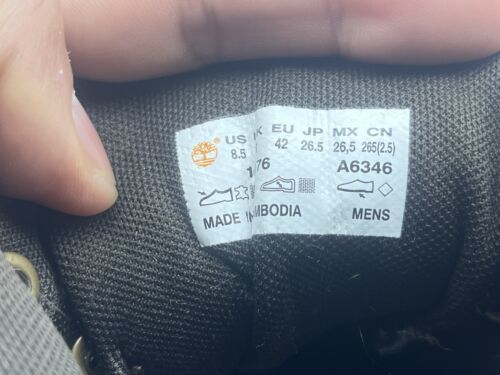 US K EU JP MX CN
8.5 42 26.5 26,5 265(2.5)
76 A6346
MADE MBODIA MENS